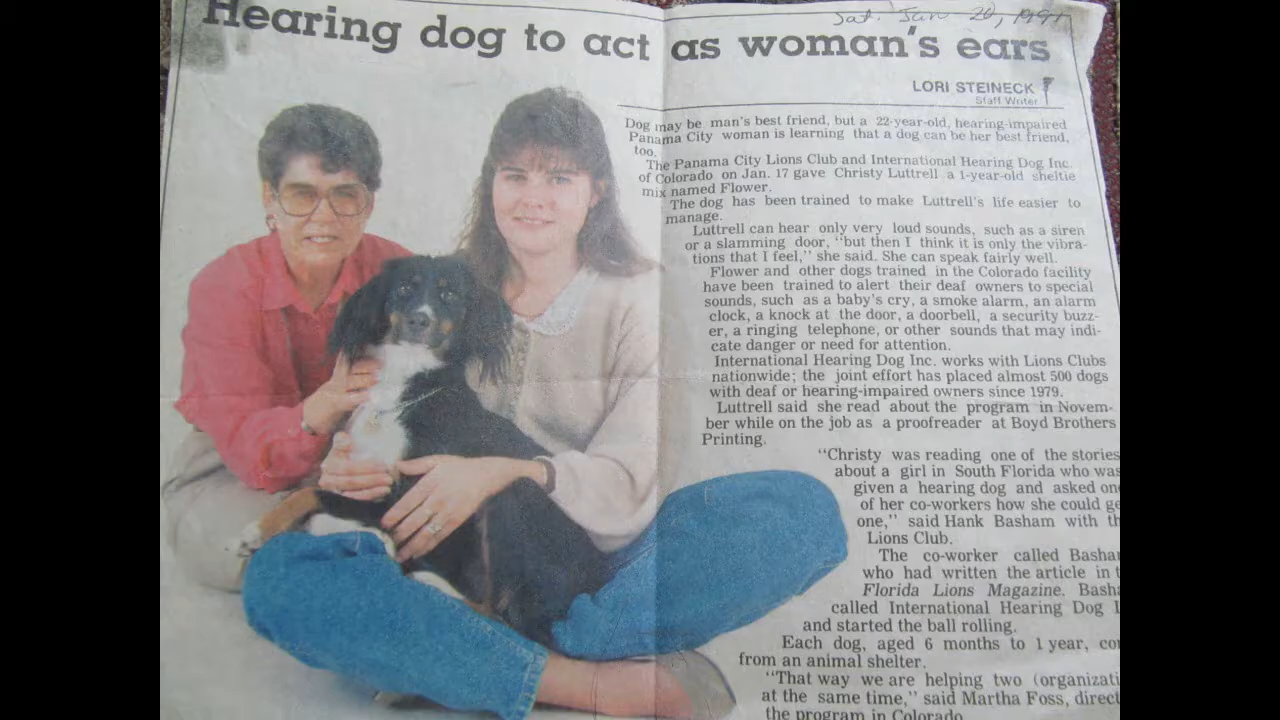 Sat. Jan 20, 199
Hearing dog to act as woman's ears
LORI STEINECK
Staff Writer
Dog may be man's best friend, but a 22-year-old, hearing-impaired
Panama City woman is learning that a dog can be her best friend,
too.
The Panama City Lions Club and International Hearing Dog Inc.
of Colorado on Jan. 17 gave Christy Luttrell a 1-year-old sheltie
mix named Flower.
The dog has been trained to make Luttrell's life easier to
manage.
Luttrell can hear only very loud sounds, such as a siren
or a slamming door, "but then I think it is only the vibra-
tions that I feel," she said. She can speak fairly well.
Flower and other dogs trained in the Colorado facility
have been trained to alert their deaf owners to special
sounds, such as a baby's cry, a smoke alarm, an alarm
clock, a knock at the door, a doorbell, a security buzz-
er, a ringing telephone, or other sounds that may indi-
cate danger or need for attention.
International Hearing Dog Inc. works with Lions Clubs
nationwide; the joint effort has placed almost 500 dogs
with deaf or hearing-impaired owners since 1979.
Luttrell said she read about the program in Novem-
ber while on the job as a proofreader at Boyd Brothers
Printing.
"Christy was reading one of the stories
about a girl in South Florida who was
given a hearing dog and asked one
of her co-workers how she could ge
one," said Hank Basham with th
Lions Club.
The co-worker called Basha
who had written the article in t
Florida Lions Magazine. Basha
called International Hearing Dog I
and started the ball rolling.
Each dog, aged 6 months to 1 year, co
from an animal shelter.
"That way we are helping two (organizati
at the same time," said Martha Foss, direct
the program in Colorado